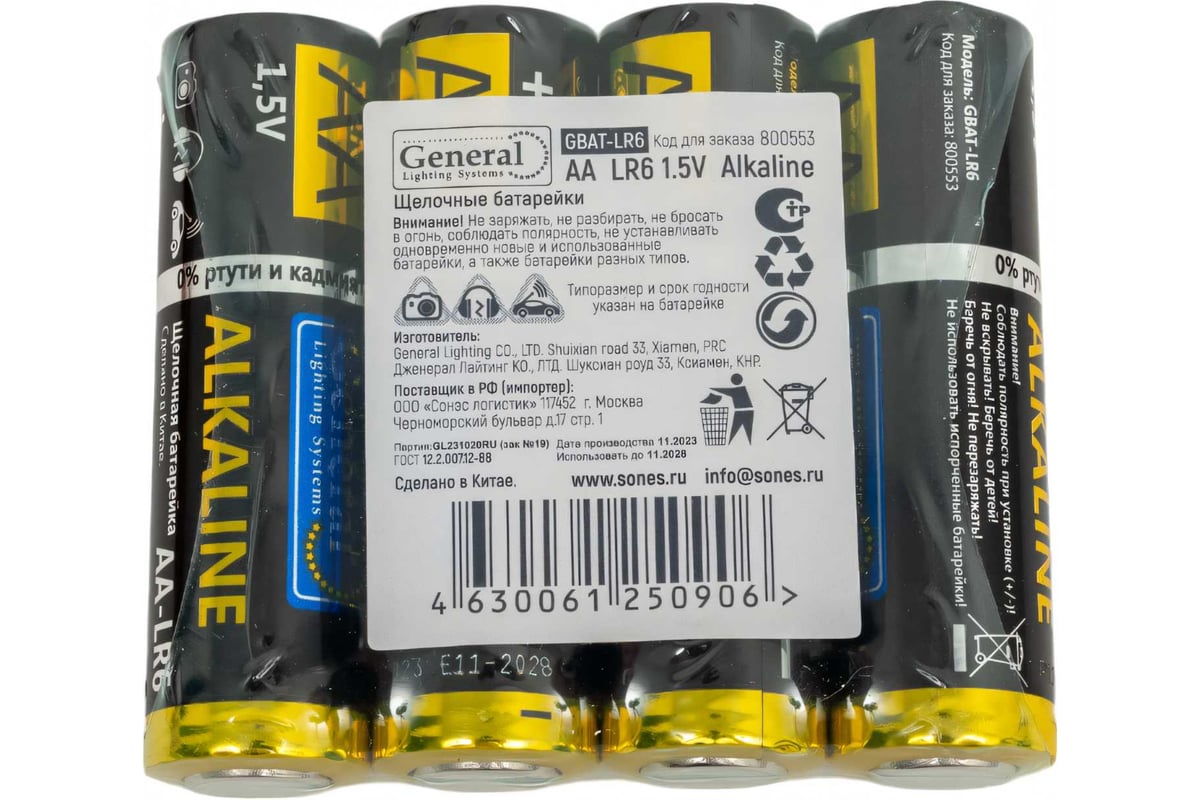 1,5V
AA
0% ртути и кадмия
ALKALINE
Щелочная батарейка
Сделано в Китае.
AA-LR6
Lighting Systems
+
General
Lighting Systems
GBAT-LR6 Код для заказа 800553
AA LR6 1.5V Alkaline
Щелочные батарейки
Внимание! Не заряжать, не разбирать, не бросать
в огонь, соблюдать полярность, не устанавливать
одновременно новые и использованные
батарейки, а также батарейки разных типов.
Типоразмер и срок годности
указан на батарейке
Изготовитель:
General Lighting CO., LTD. Shuixian road 33, Xiamen, PRC
Дженерал Лайтинг КО., ЛТД. Шуксиан роуд 33, Ксиамен, КНР.
Поставщик в РФ (импортер):
ООО «Сонэс логистик» 117452 г. Москва
Черноморский бульвар д.17 стр. 1
Партия:GL231020RU (зак №19) Дата производства 11.2023
ГОСТ 12.2.007.12-88 Использовать до 11.2028
Сделано в Китае. www.sones.ru info@sones.ru
4 630061 250906 >
E11-2028
Модель: GBAT-LR6
Код для заказа: 800553
0% ртути
ALKALINE
Внимание!
Соблюдать полярность при установке (+/-)!
Не вскрывать! Беречь от детей!
Беречь от огня! Не перезаряжать!
Не использовать испорченные батарейки!